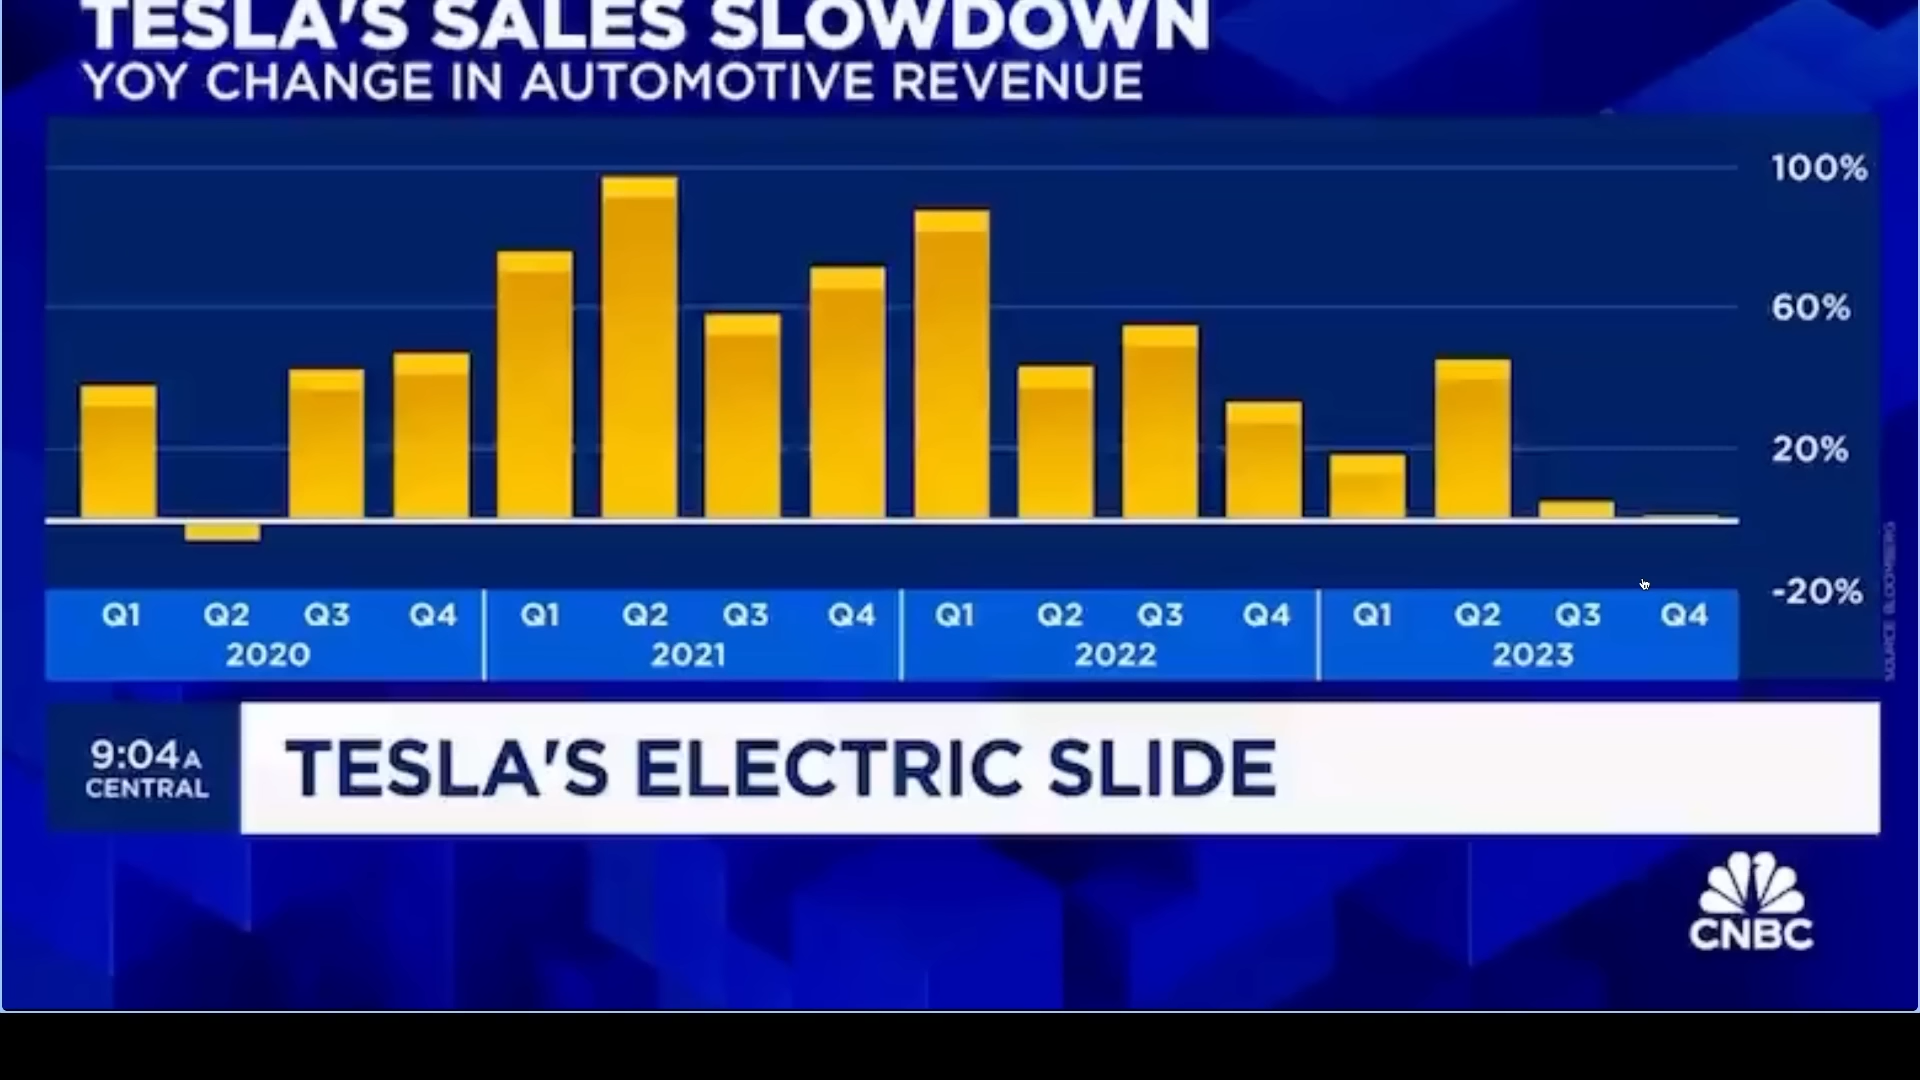 TESLA'S SALES SLOWDOWN
YOY CHANGE IN AUTOMOTIVE REVENUE
100%
60%
20%
-20%
Q1 Q2 Q3 Q4 Q1 Q2 Q3 Q4 Q1 Q2 Q3 Q4 Q1 Q2 Q3 Q4
2020 2021 2022 2023
SOURCE: BLOOMBERG
9:04A
CENTRAL
TESLA'S ELECTRIC SLIDE
CNBC